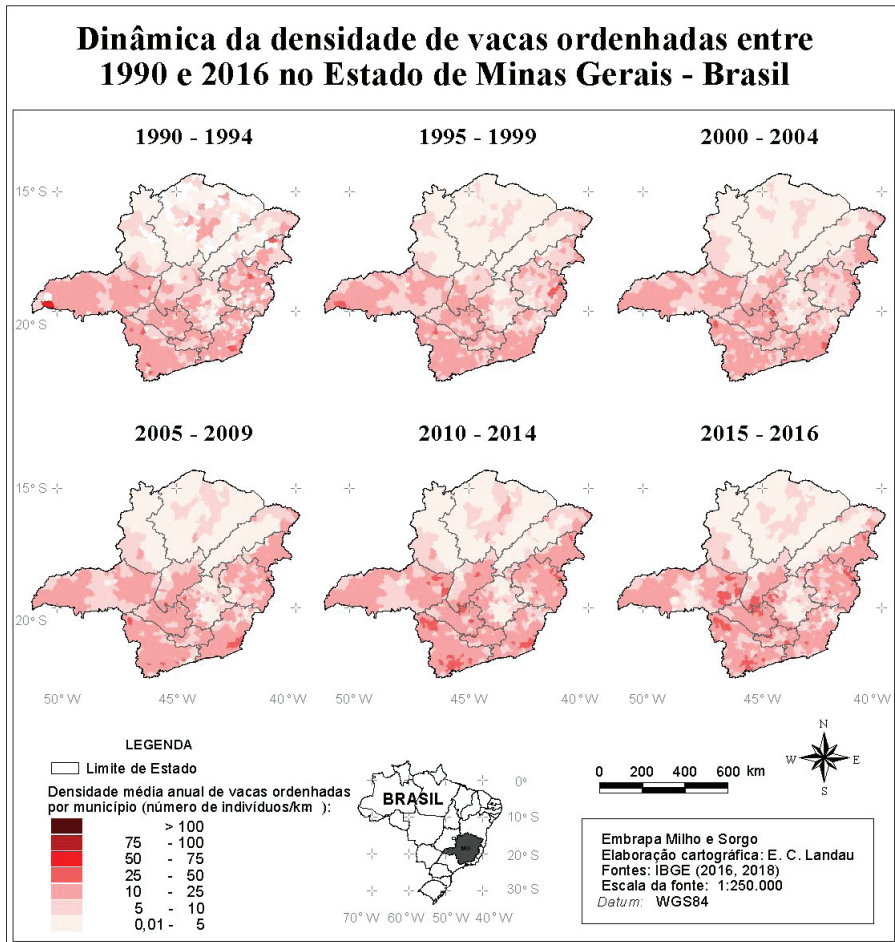 Dinâmica da densidade de vacas ordenhadas entre
1990 e 2016 no Estado de Minas Gerais - Brasil
1990 - 1994
1995 - 1999
2000 - 2004
15° S
20° S
2005 - 2009
2010 - 2014
2015 - 2016
15° S
20° S
50° W 45° W 40° W
50° W 45° W 40° W
50° W 45° W 40° W
LEGENDA
Limite de Estado
Densidade média anual de vacas ordenhadas
por município (número de indivíduos/km ):
> 100
75 - 100
50 - 75
25 - 50
10 - 25
5 - 10
0,01 - 5
BRASIL
MG
0°
10° S
20° S
30° S
70° W 60° W 50° W 40° W
N
W E
S
0 200 400 600 km
Embrapa Milho e Sorgo
Elaboração cartográfica: E. C. Landau
Fontes: IBGE (2016, 2018)
Escala da fonte: 1:250.000
Datum: WGS84